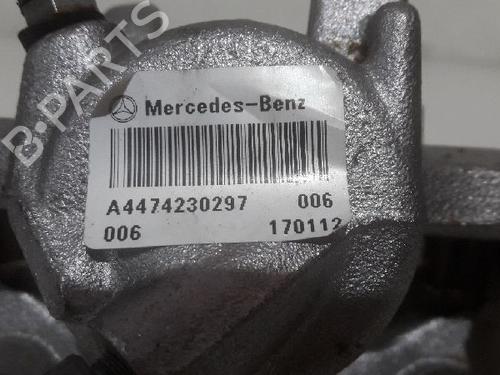 B-PARTS
Mercedes-Benz
A4474230297 006
006 170112